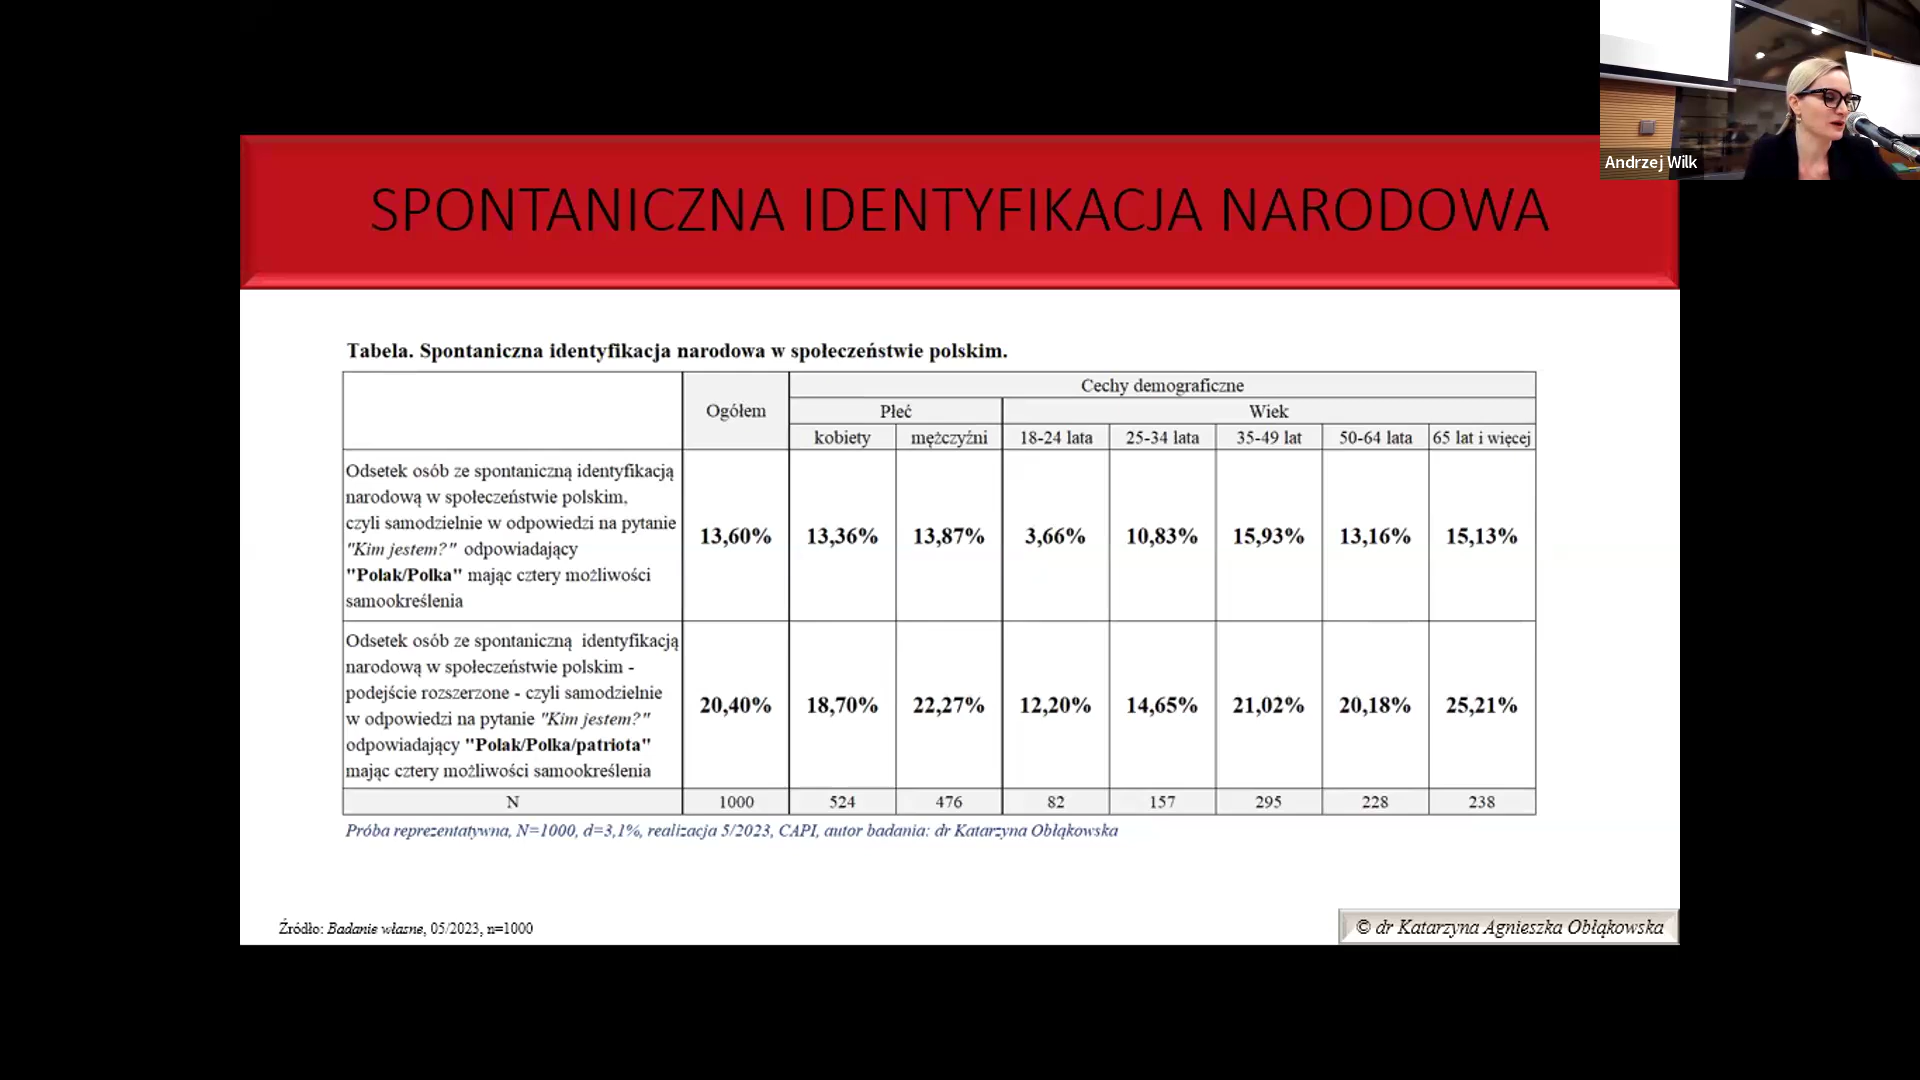 Andrzej Wilk
SPONTANICZNA IDENTYFIKACJA NARODOWA
Tabela. Spontaniczna identyfikacja narodowa w społeczeństwie polskim.
Ogółem
Cechy demograficzne
Płeć
Wiek
kobiety
mężczyźni
18-24 lata
25-34 lata
35-49 lat
50-64 lata
65 lat i więcej
Odsetek osób ze spontaniczną identyfikacją
narodową w społeczeństwie polskim,
czyli samodzielnie w odpowiedzi na pytanie
"Kim jestem?" odpowiadający
"Polak/Polka" mając cztery możliwości
samookreślenia
13,60%
13,36%
13,87%
3,66%
10,83%
15,93%
13,16%
15,13%
Odsetek osób ze spontaniczną identyfikacją
narodową w społeczeństwie polskim -
podejście rozszerzone - czyli samodzielnie
w odpowiedzi na pytanie "Kim jestem?"
odpowiadający "Polak/Polka/patriota"
mając cztery możliwości samookreślenia
20,40%
18,70%
22,27%
12,20%
14,65%
21,02%
20,18%
25,21%
N
1000
524
476
82
157
295
228
238
Próba reprezentatywna, N=1000, d=3,1%, realizacja 5/2023, CAPI, autor badania: dr Katarzyna Obłąkowska
Źródło: Badanie własne, 05/2023, n=1000
© dr Katarzyna Agnieszka Obłąkowska